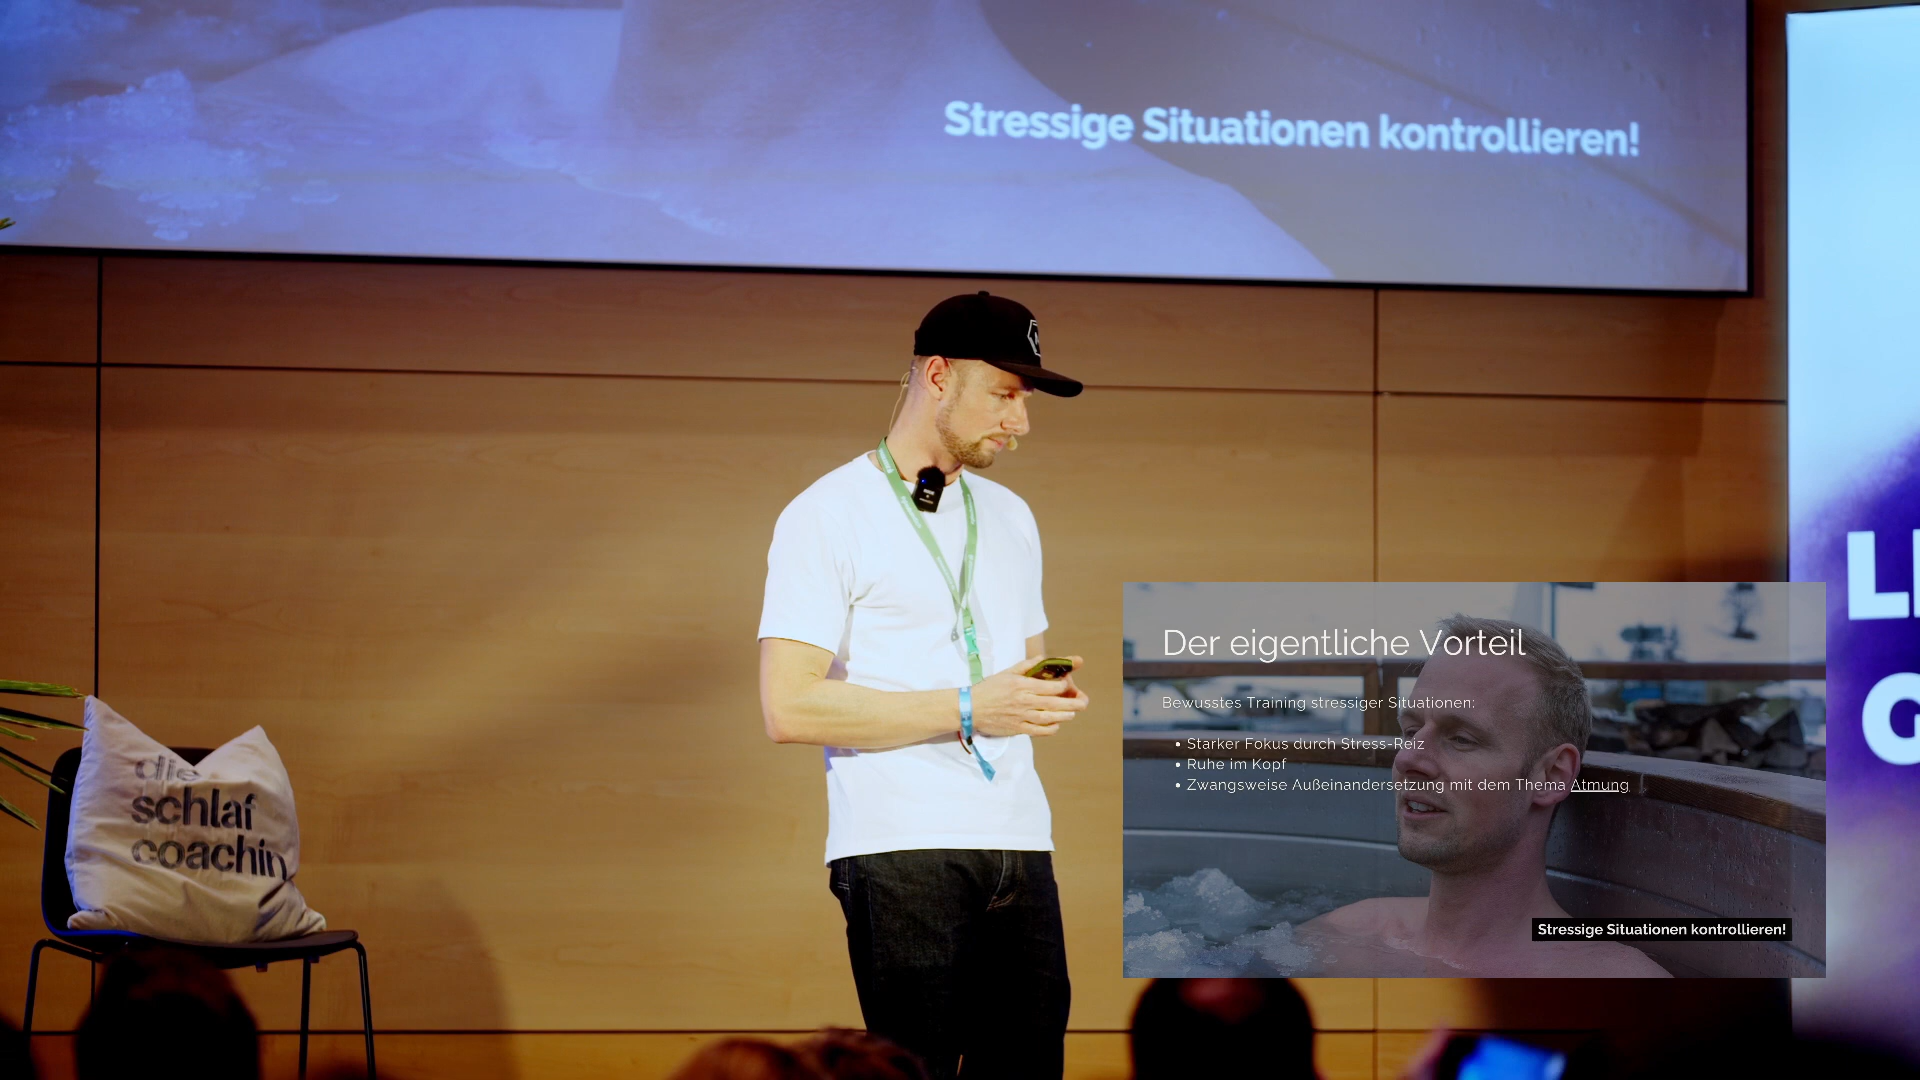 Stressige Situationen kontrollieren!
die
schlaf
coachin
Der eigentliche Vorteil
Bewusstes Training stressiger Situationen:
• Starker Fokus durch Stress-Reiz
• Ruhe im Kopf
• Zwangsweise Außeinandersetzung mit dem Thema Atmung
Stressige Situationen kontrollieren!